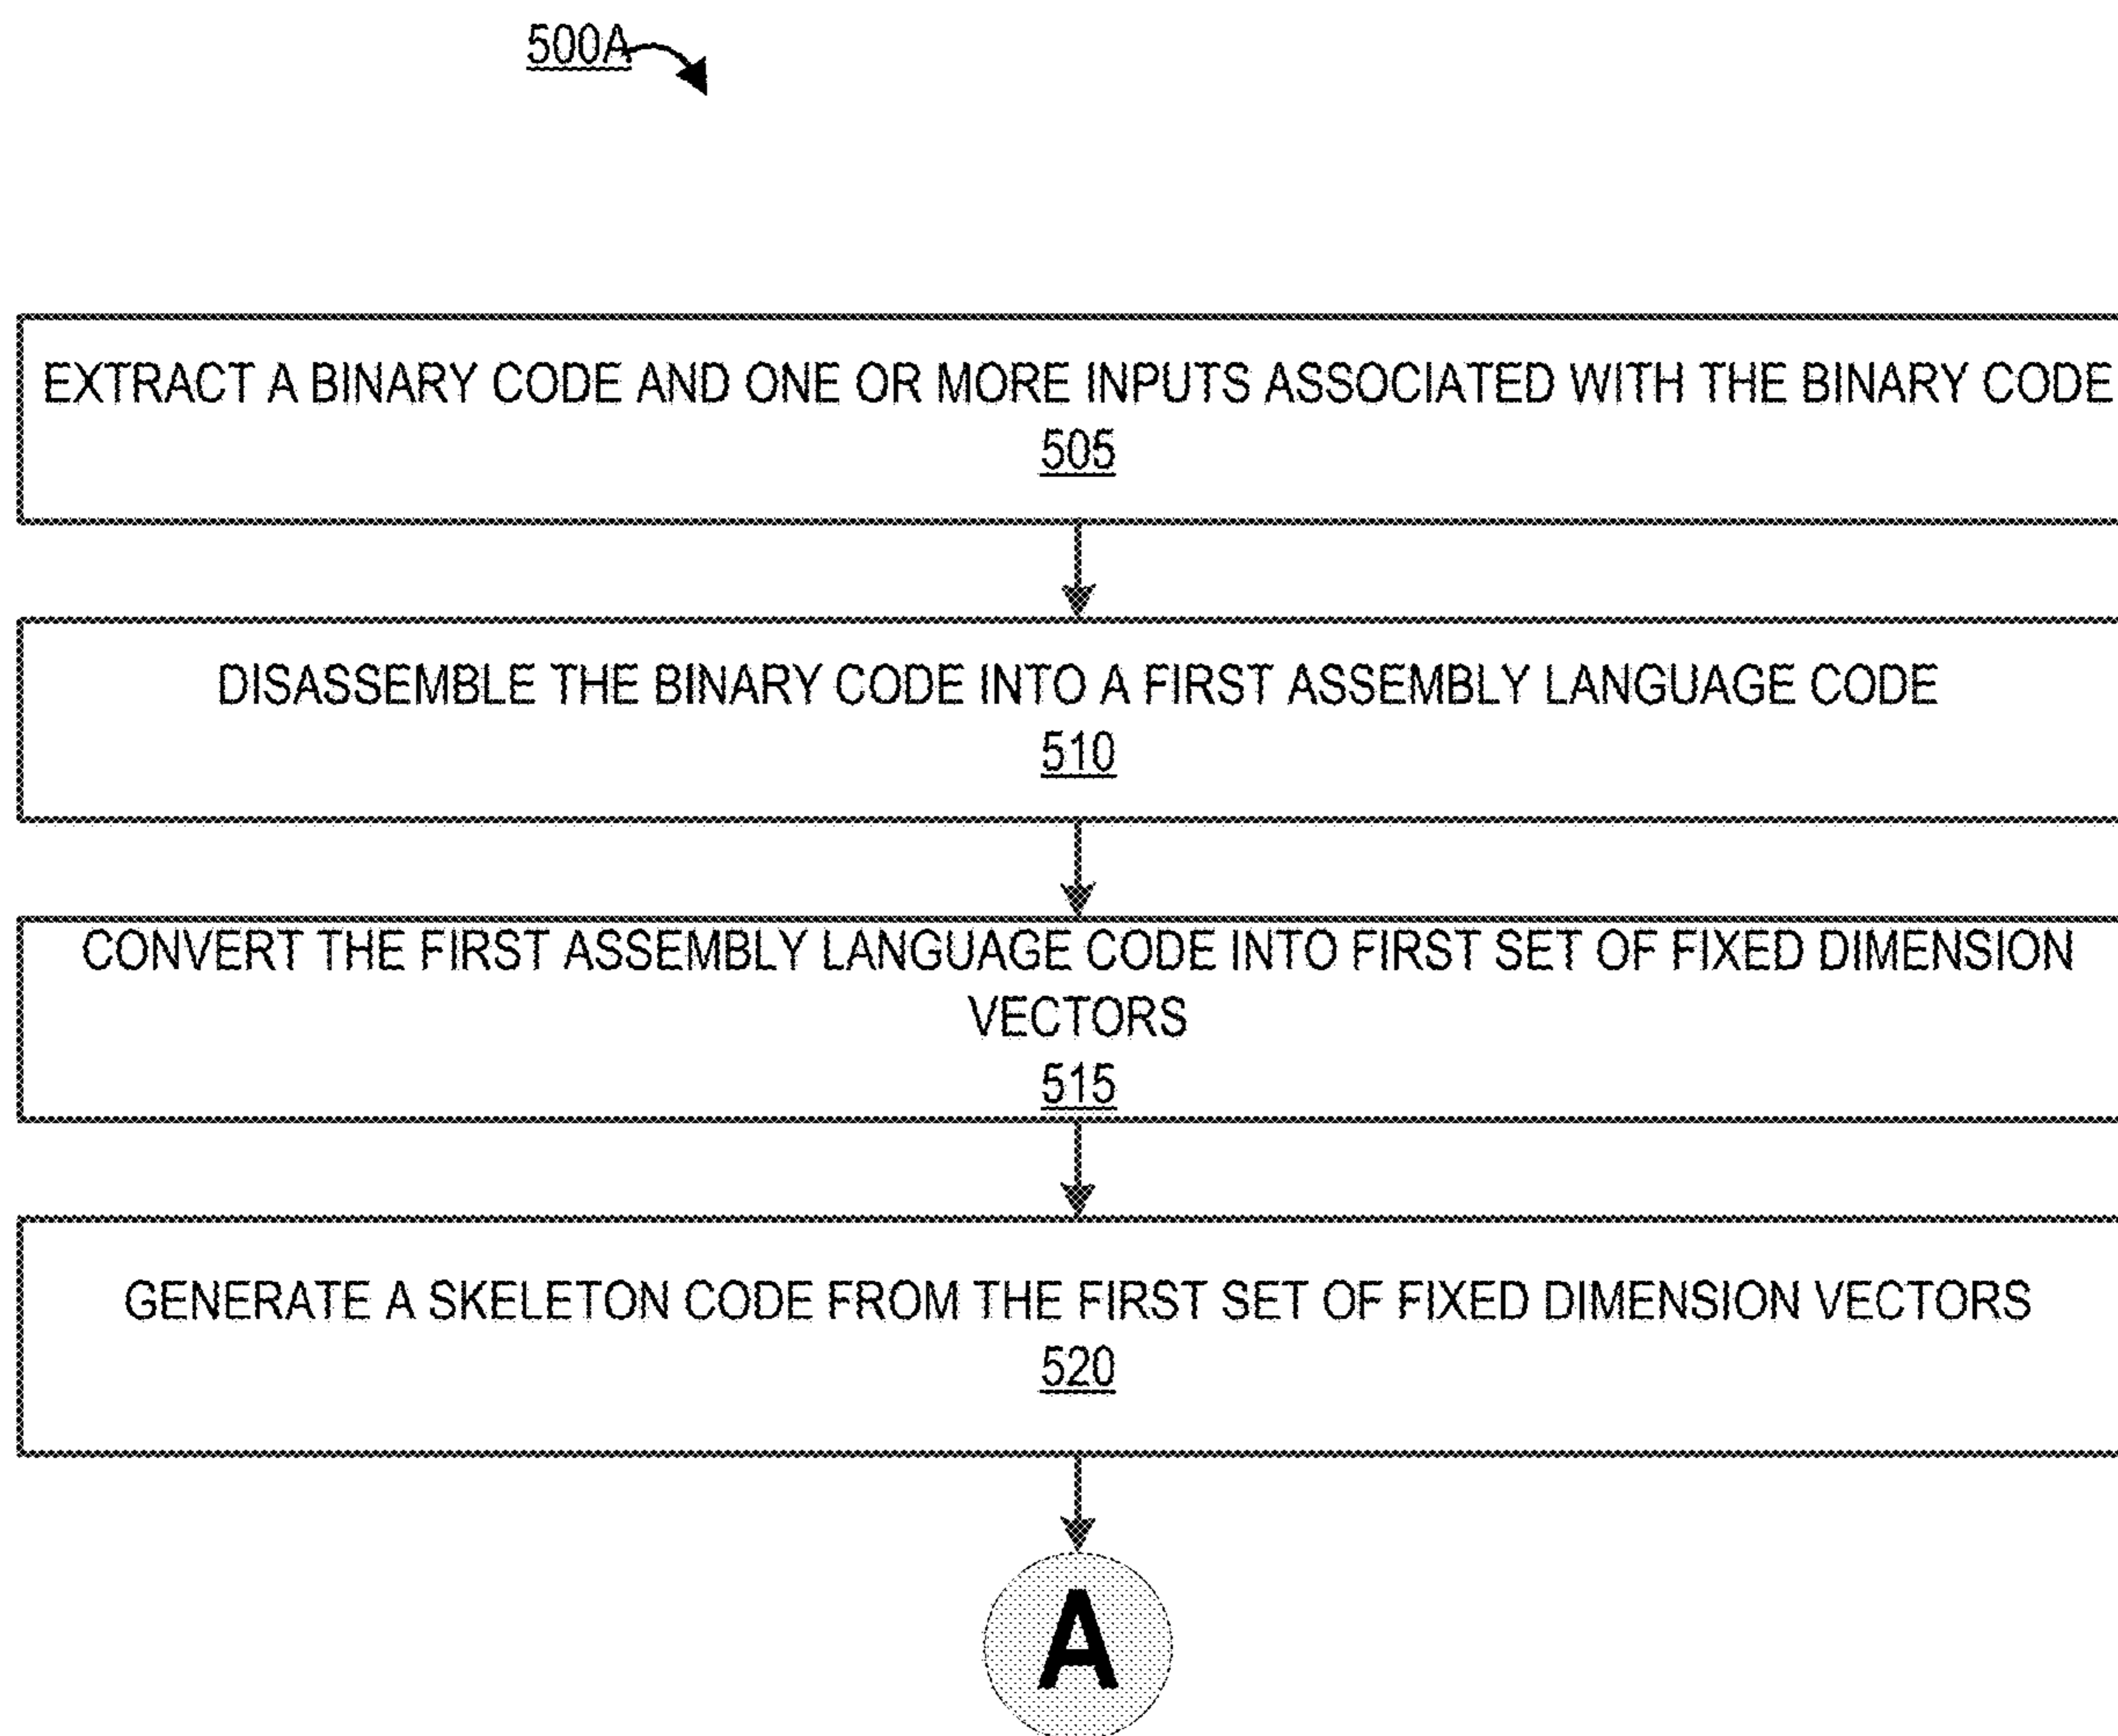 500A
EXTRACT A BINARY CODE AND ONE OR MORE INPUTS ASSOCIATED WITH THE BINARY CODE
505
DISASSEMBLE THE BINARY CODE INTO A FIRST ASSEMBLY LANGUAGE CODE
510
CONVERT THE FIRST ASSEMBLY LANGUAGE CODE INTO FIRST SET OF FIXED DIMENSION
VECTORS
515
GENERATE A SKELETON CODE FROM THE FIRST SET OF FIXED DIMENSION VECTORS
520
A